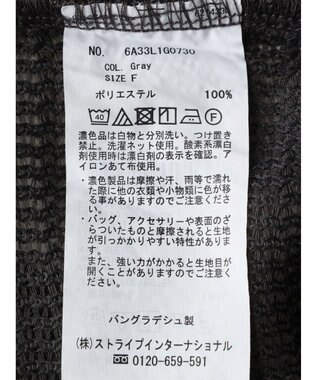 NO. 6A33L1G0730
COL. Gray
SIZE F
ポリエステル 100%
40
F
濃色品は白物と分別洗い。つけ置き
禁止。洗濯ネット使用。酸素系漂白
剤使用時は漂白剤の表示を確認。ア
イロンあて布使用。
・濃色製品は摩擦や汗、雨等で濡れ
た際に他の衣類や小物類に色が移
る事がありますのでご注意くださ
い。
・バッグ、アクセサリーや表面のざ
らついたものと摩擦されると生地
が引っかかりやすい特性がありま
す。
また、強い力がかかると生地目が
開くことがありますのでご注意く
ださい。
バングラデシュ製
(株)ストライプインターナショナル
0120-659-591